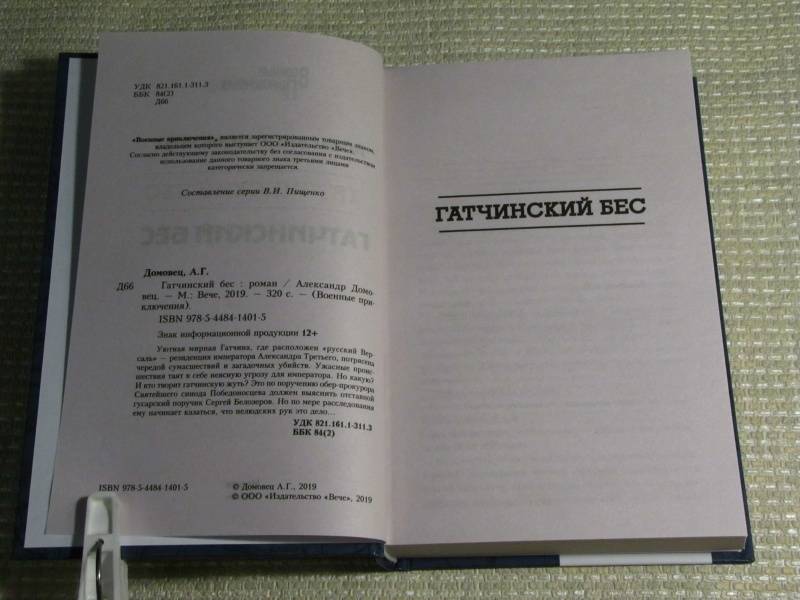 УДК 821.161.1-311.3
ББК 84(2)
Д66
«Военные приключения», является зарегистрированным товарным знаком,
владельцем которого выступает ООО «Издательство «Вече».
Согласно действующему законодательству без согласования с издательством
использование данного товарного знака третьими лицами
категорически запрещается.
Составление серии В.И. Пищенко
Домовец, А.Г.
Д66 Гатчинский бес : роман / Александр Домо-
вец. — М.: Вече, 2019. — 320 с. — (Военные при-
ключения).
ISBN 978-5-4484-1401-5
Знак информационной продукции 12+
Уютная мирная Гатчина, где расположен «русский Вер-
саль» — резиденция императора Александра Третьего, потрясена
чередой сумасшествий и загадочных убийств. Ужасные проис-
шествия таят в себе неясную угрозу для императора. Но какую?
И кто творит гатчинскую жуть? Это по поручению обер-прокурора
Святейшего синода Победоносцева должен выяснить отставной
гусарский поручик Сергей Белозёров. Но по мере расследования
ему начинает казаться, что нелюдских рук это дело...
УДК 821.161.1-311.3
ББК 84(2)
ISBN 978-5-4484-1401-5
© Домовец А.Г., 2019
© ООО «Издательство «Вече», 2019
ГАТЧИНСКИЙ БЕС